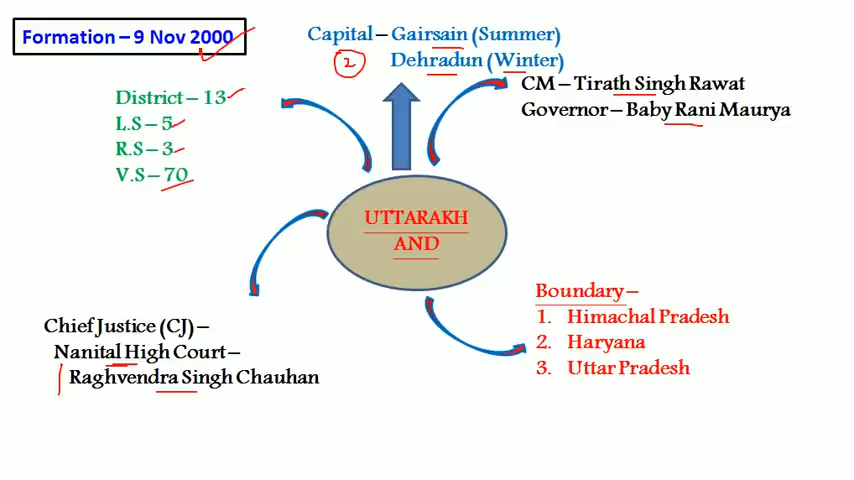 Formation – 9 Nov 2000
Capital – Gairsain (Summer)
2 Dehradun (Winter)
CM – Tirath Singh Rawat
Governor – Baby Rani Maurya
District – 13
L.S – 5
R.S – 3
V.S – 70
UTTARAKH
AND
Chief Justice (CJ) –
Nanital High Court –
Raghvendra Singh Chauhan
Boundary –
1. Himachal Pradesh
2. Haryana
3. Uttar Pradesh